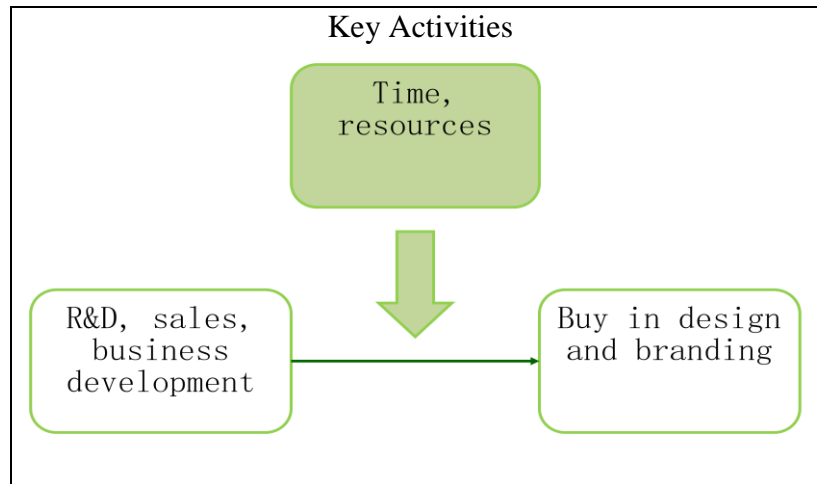 Key Activities
Time,
resources
R&D, sales,
business
development
Buy in design
and branding